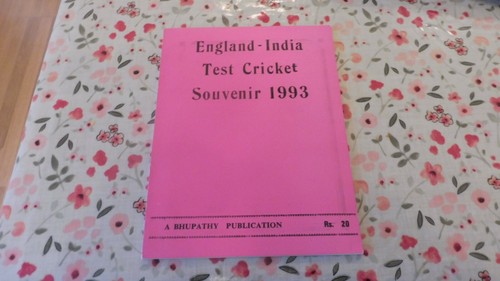 England-India
Test Cricket
Souvenir 1993
A BHUPATHY PUBLICATION Rs. 20